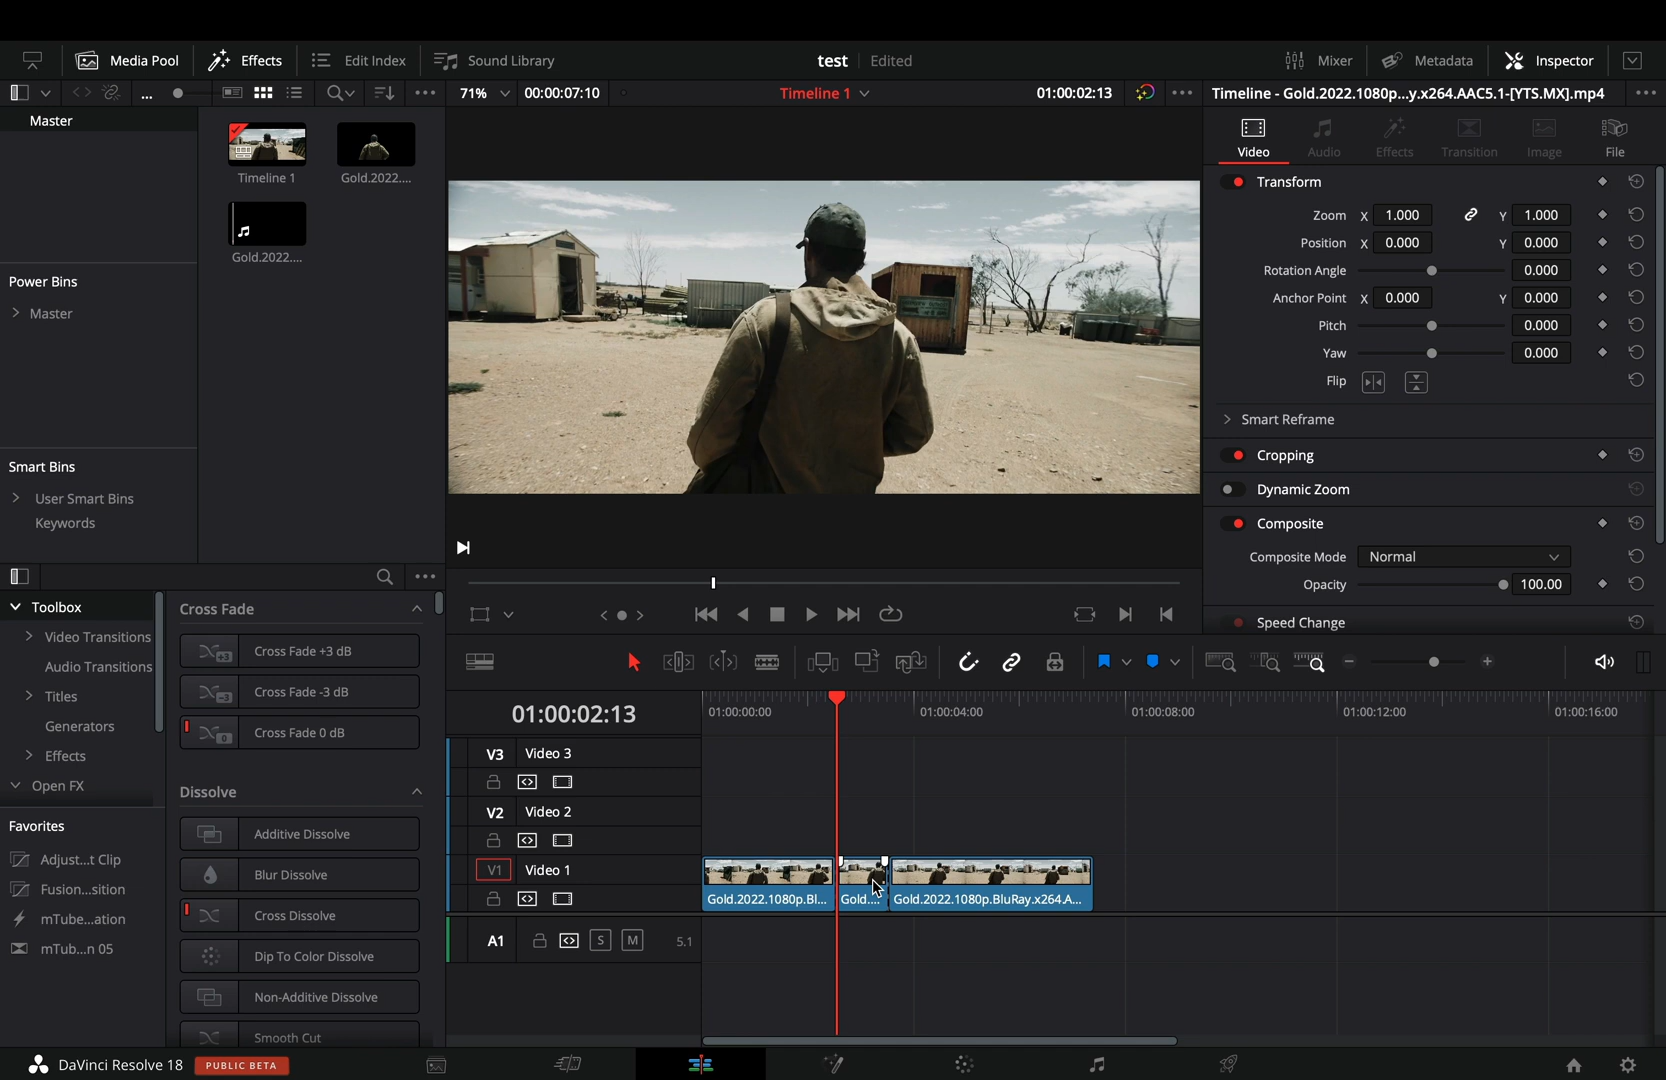 Media Pool Effects Edit Index Sound Library test Edited Mixer Metadata Inspector
... 71% 00:00:07:10 Timeline 1 01:00:02:13 Timeline - Gold.2022.1080p...y.x264.AAC5.1-[YTS.MX].mp4
Master
Timeline 1 Gold.2022....
Gold.2022....
Power Bins
Master
Smart Bins
User Smart Bins
Keywords
Video Audio Effects Transition Image File
Transform
Zoom X 1.000 Y 1.000
Position X 0.000 Y 0.000
Rotation Angle 0.000
Anchor Point X 0.000 Y 0.000
Pitch 0.000
Yaw 0.000
Flip
Smart Reframe
Cropping
Dynamic Zoom
Composite
Composite Mode Normal
Opacity 100.00
Speed Change
Toolbox
Video Transitions
Audio Transitions
Titles
Generators
Effects
Open FX
Favorites
Adjust...t Clip
Fusion...sition
mTube...ation
mTub...n 05
Cross Fade
+3 Cross Fade +3 dB
-3 Cross Fade -3 dB
0 Cross Fade 0 dB
Dissolve
Additive Dissolve
Blur Dissolve
Cross Dissolve
Dip To Color Dissolve
Non-Additive Dissolve
Smooth Cut
01:00:02:13 01:00:00:00 01:00:04:00 01:00:08:00 01:00:12:00 01:00:16:00
V3 Video 3
V2 Video 2
V1 Video 1
Gold.2022.1080p.Bl... Gold.... Gold.2022.1080p.BluRay.x264.A...
A1 S M 5.1
DaVinci Resolve 18 PUBLIC BETA